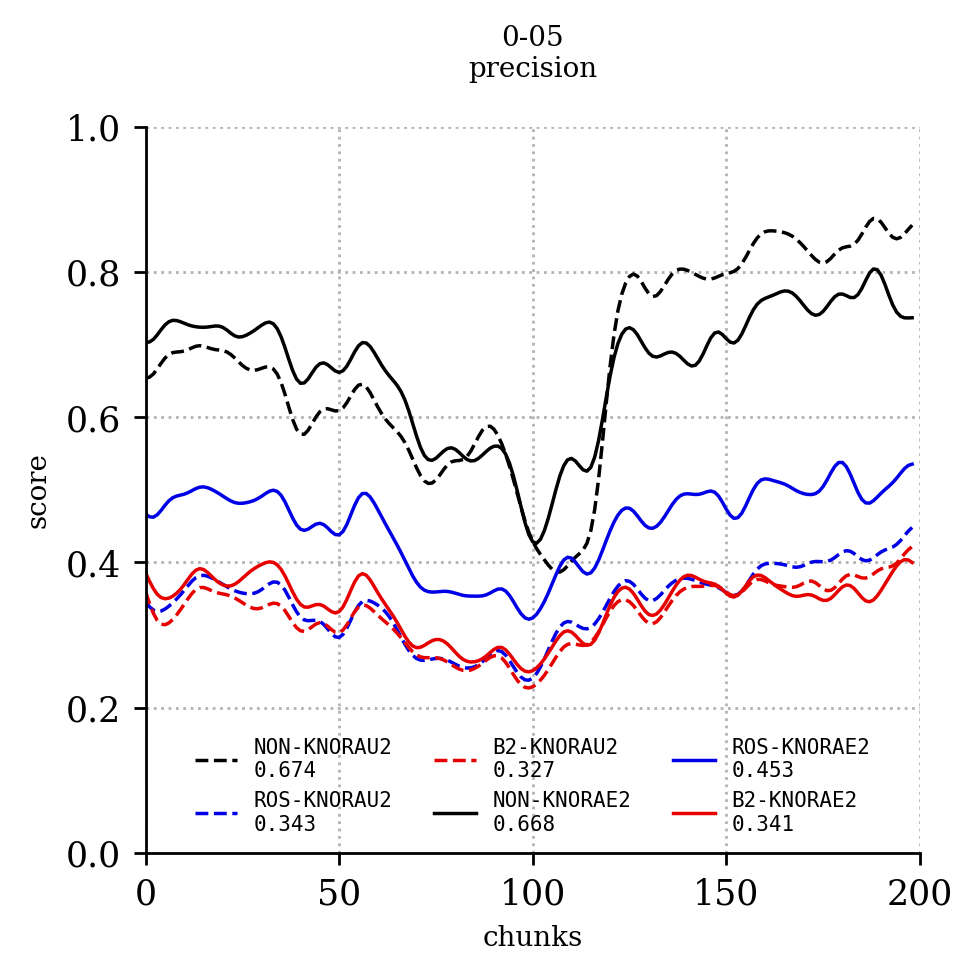 0-05
precision
1.0
0.8
0.6
0.4
0.2
0.0
score
NON-KNORAU2
0.674
ROS-KNORAU2
0.343
B2-KNORAU2
0.327
NON-KNORAE2
0.668
ROS-KNORAE2
0.453
B2-KNORAE2
0.341
0 50 100 150 200
chunks